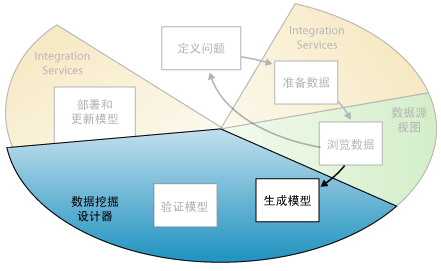 定义问题
Integration
Services
准备数据
Integration
Services
部署和
更新模型
数据源
视图
浏览数据
数据挖掘
设计器
验证模型
生成模型